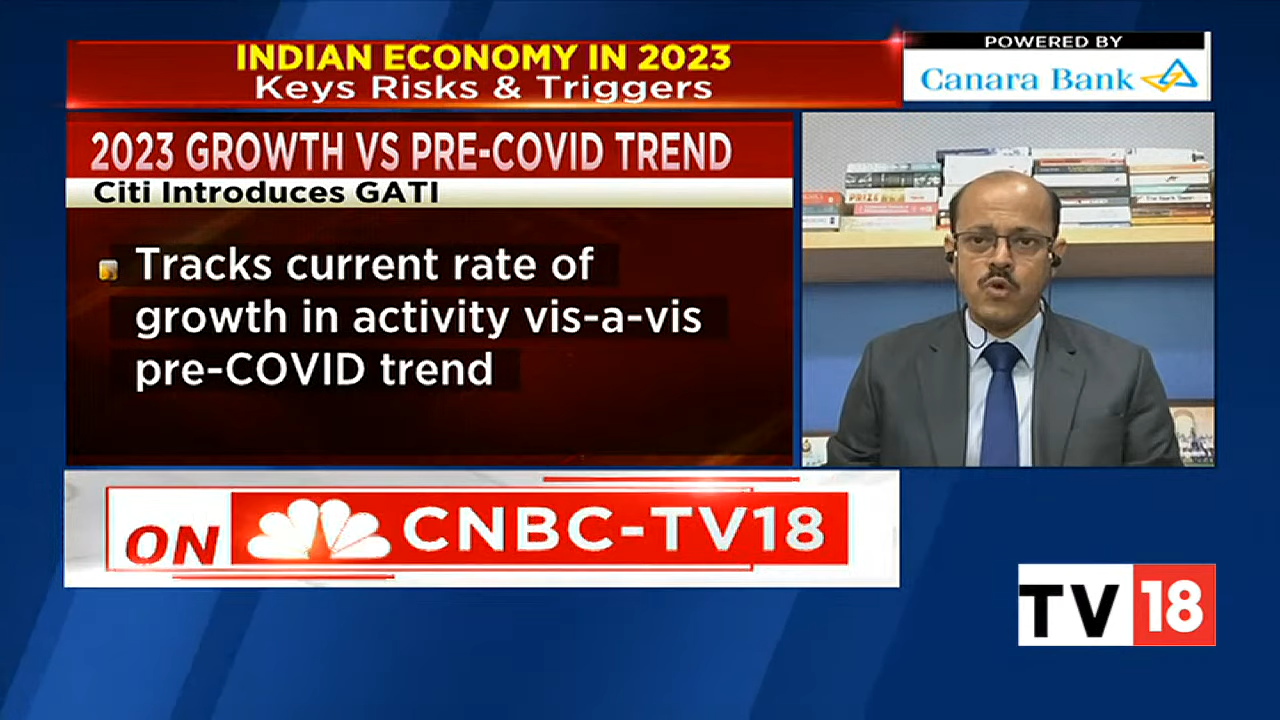 INDIAN ECONOMY IN 2023
Keys Risks & Triggers
POWERED BY
Canara Bank
2023 GROWTH VS PRE-COVID TREND
Citi Introduces GATI
Tracks current rate of
growth in activity vis-a-vis
pre-COVID trend
PRIZE
ON CNBC-TV18
TV18